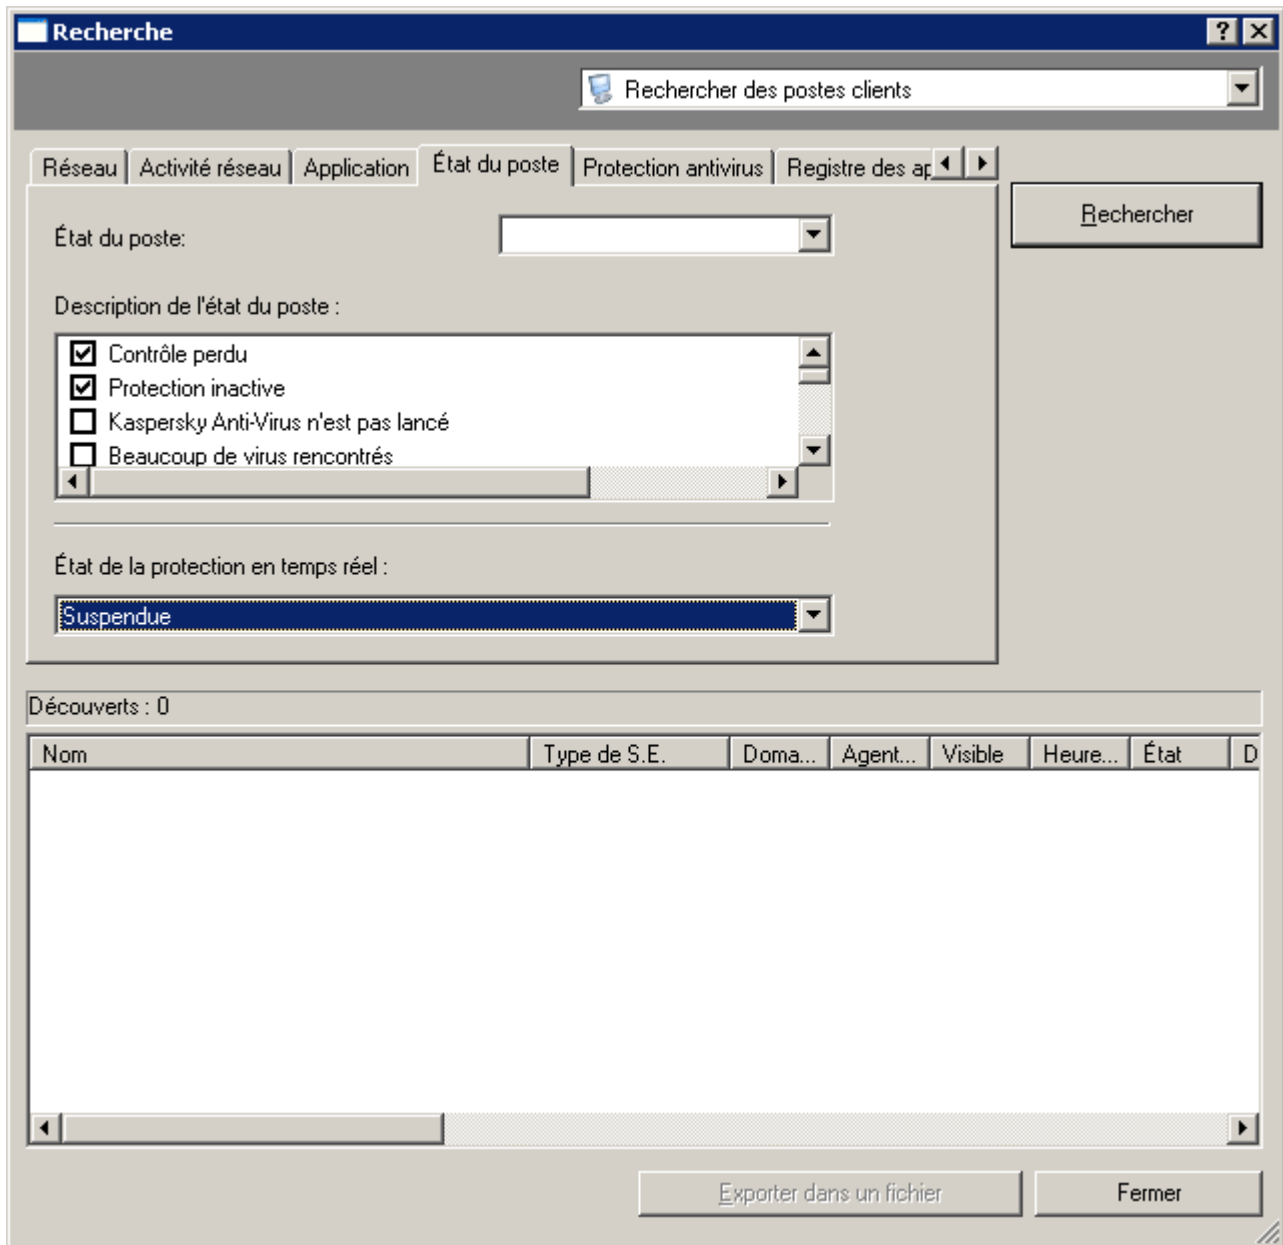 Recherche
Rechercher des postes clients
Réseau
Activité réseau
Application
État du poste
Protection antivirus
Registre des ap
Rechercher
État du poste:
Description de l'état du poste :
Contrôle perdu
Protection inactive
Kaspersky Anti-Virus n'est pas lancé
Beaucoup de virus rencontrés
État de la protection en temps réel :
Suspendue
Découverts : 0
Nom
Type de S.E.
Doma...
Agent...
Visible
Heure...
État
D
Exporter dans un fichier
Fermer